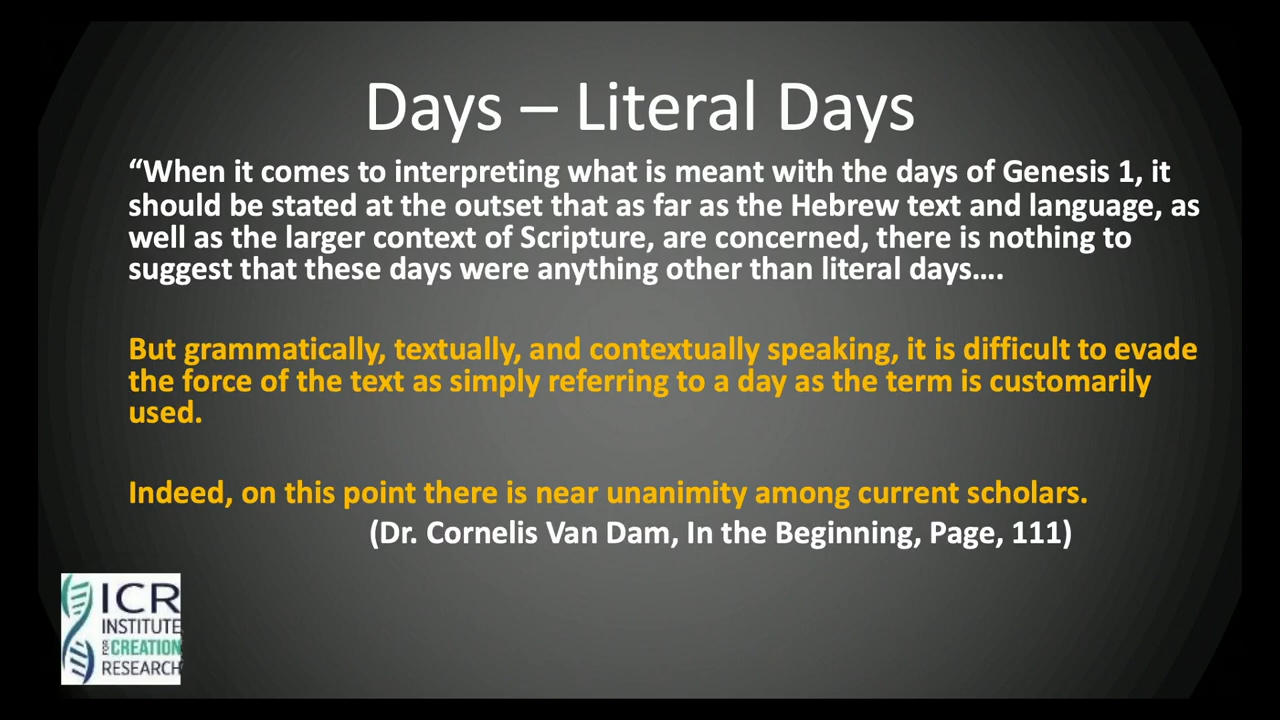 Days – Literal Days
“When it comes to interpreting what is meant with the days of Genesis 1, it
should be stated at the outset that as far as the Hebrew text and language, as
well as the larger context of Scripture, are concerned, there is nothing to
suggest that these days were anything other than literal days….
But grammatically, textually, and contextually speaking, it is difficult to evade
the force of the text as simply referring to a day as the term is customarily
used.
Indeed, on this point there is near unanimity among current scholars.
(Dr. Cornelis Van Dam, In the Beginning, Page, 111)
ICR
INSTITUTE
FOR CREATION
RESEARCH